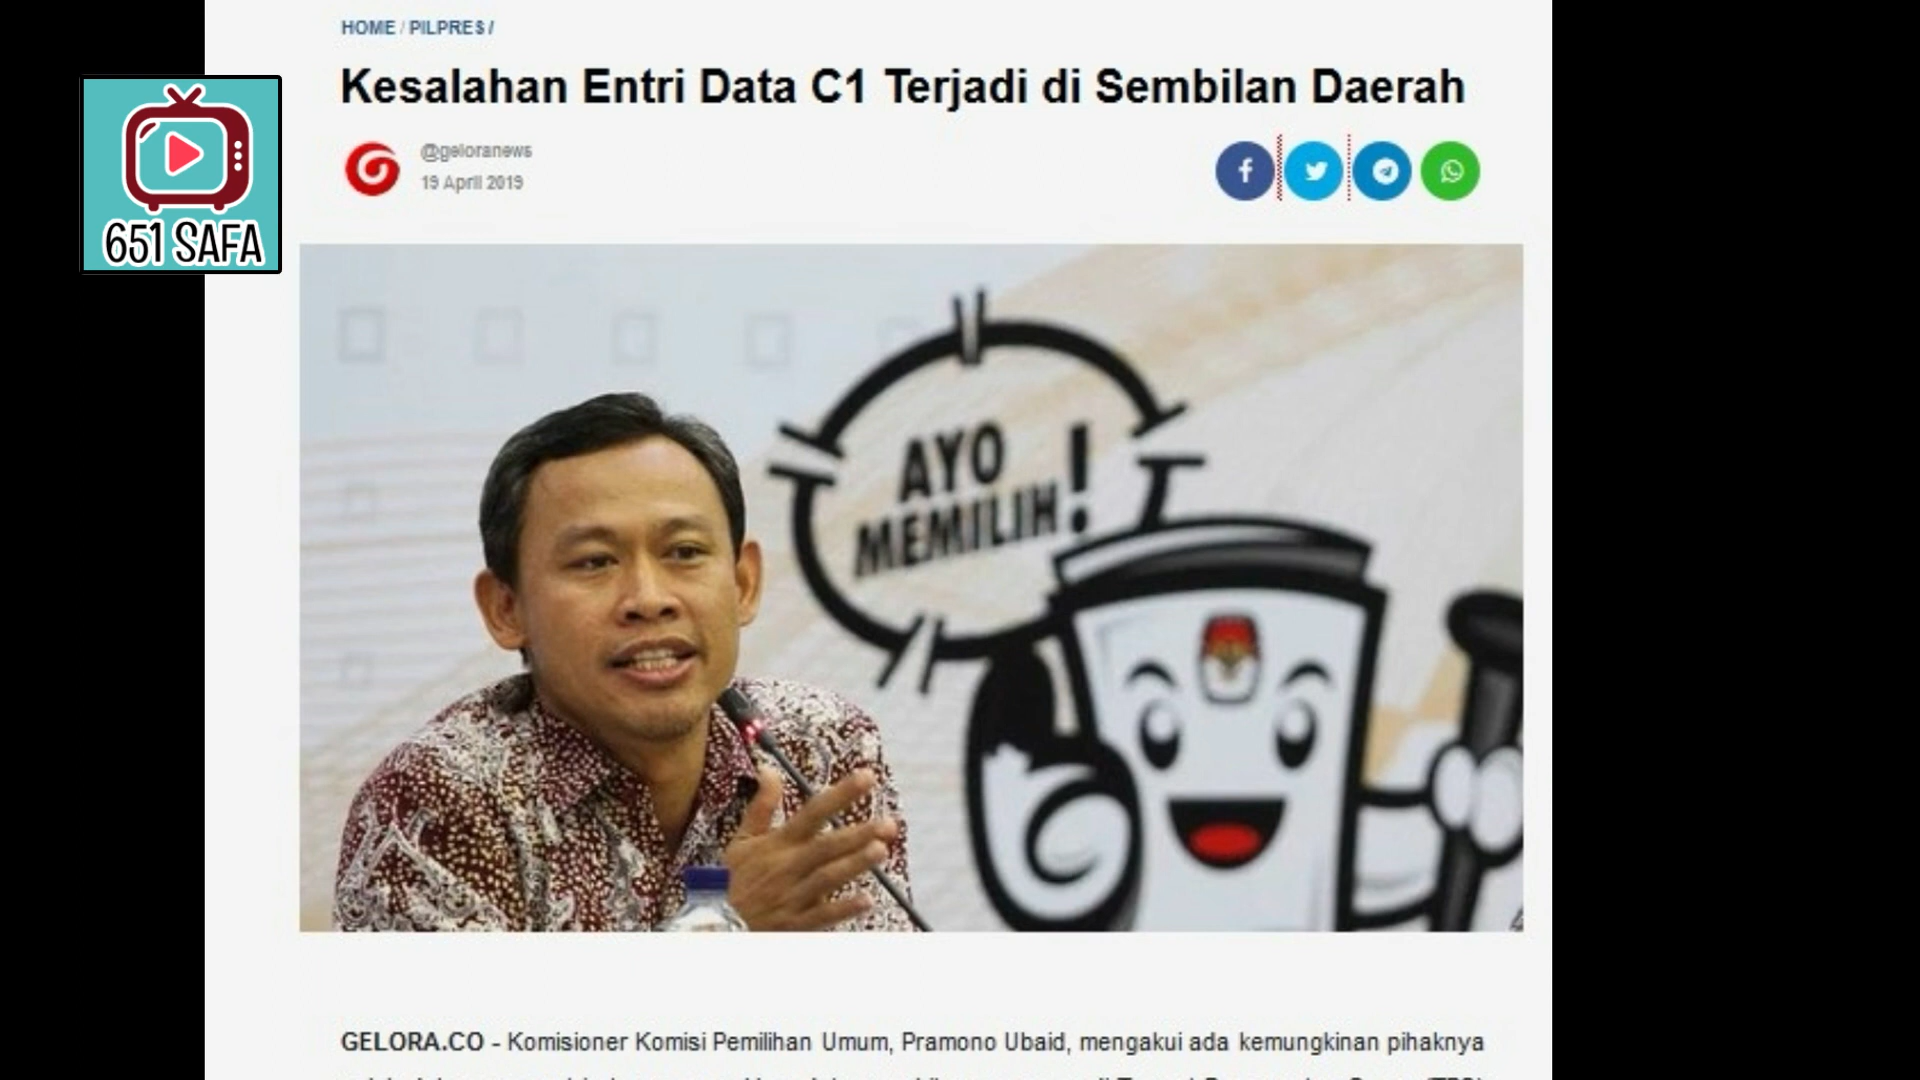 HOME / PILPRES /
Kesalahan Entri Data C1 Terjadi di Sembilan Daerah
@geloranews
19 April 2019
651 SAFA
AYO
MEMILIH!
GELORA.CO - Komisioner Komisi Pemilihan Umum, Pramono Ubaid, mengakui ada kemungkinan pihaknya